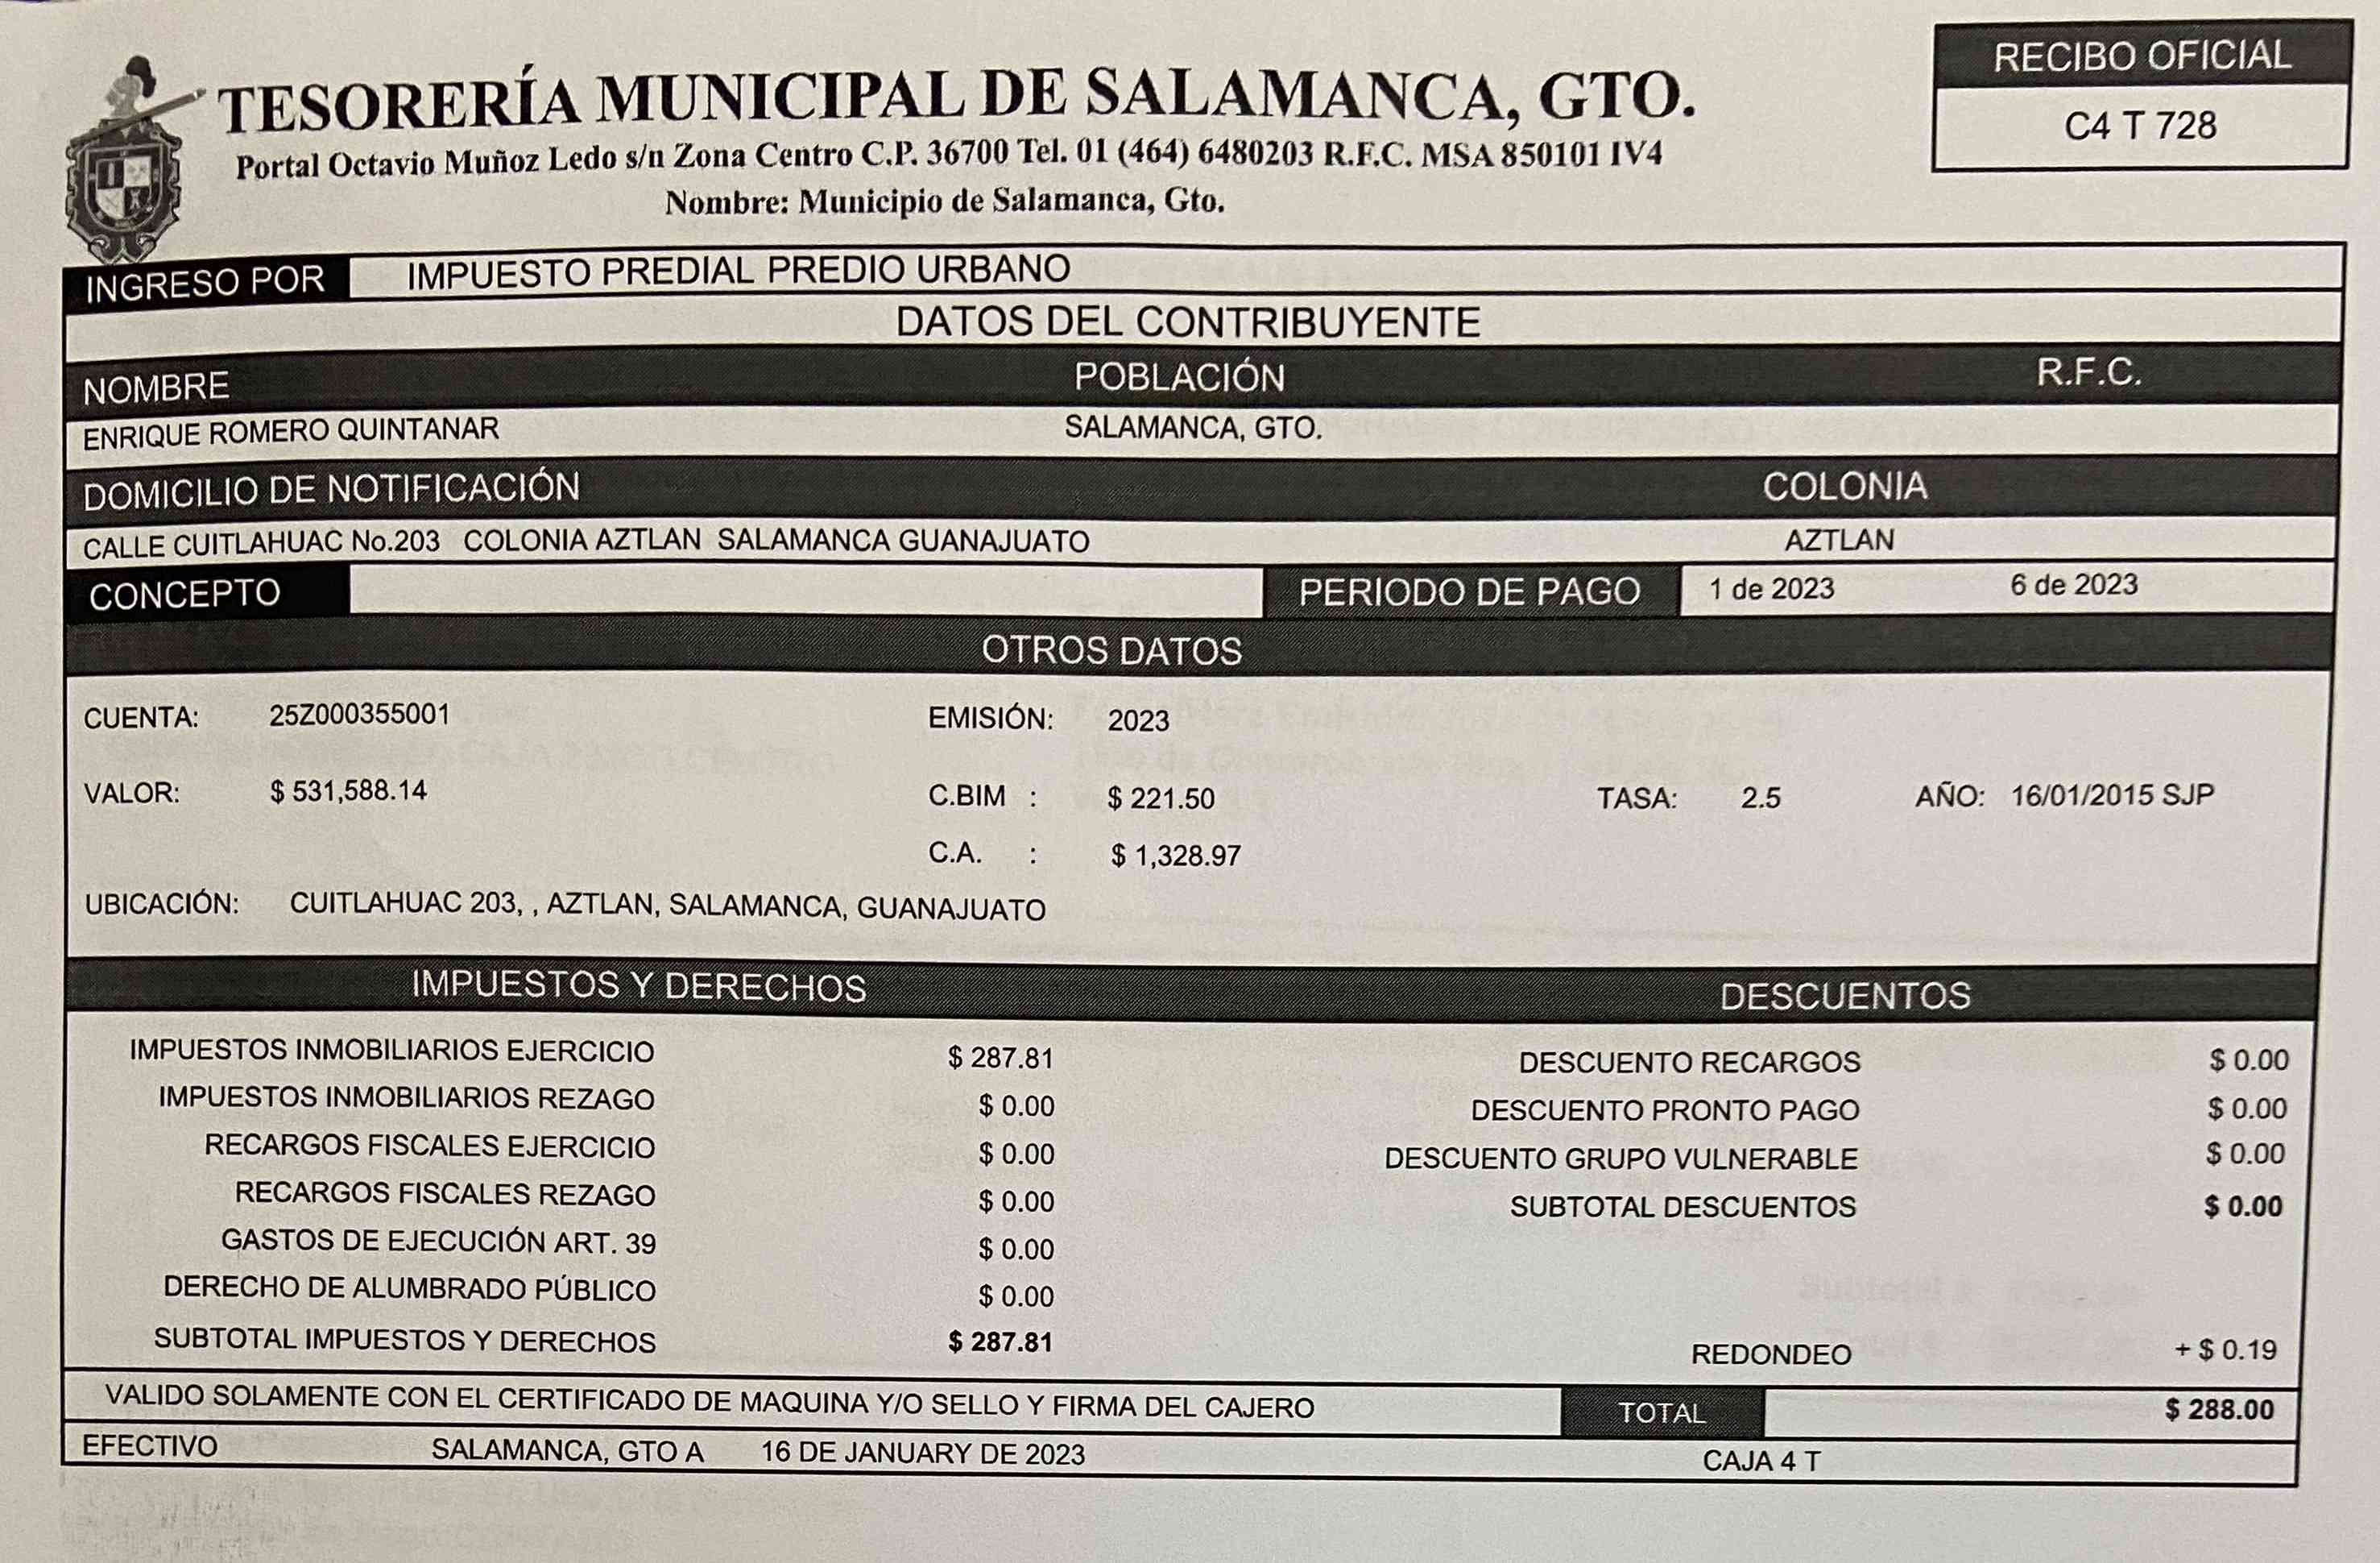 RECIBO OFICIAL
C4 T 728
TESORERÍA MUNICIPAL DE SALAMANCA, GTO.
Portal Octavio Muñoz Ledo s/n Zona Centro C.P. 36700 Tel. 01 (464) 6480203 R.F.C. MSA 850101 IV4
Nombre: Municipio de Salamanca, Gto.
INGRESO POR IMPUESTO PREDIAL PREDIO URBANO
DATOS DEL CONTRIBUYENTE
NOMBRE POBLACIÓN R.F.C.
ENRIQUE ROMERO QUINTANAR SALAMANCA, GTO.
DOMICILIO DE NOTIFICACIÓN COLONIA
CALLE CUITLAHUAC No.203 COLONIA AZTLAN SALAMANCA GUANAJUATO AZTLAN
CONCEPTO PERIODO DE PAGO 1 de 2023 6 de 2023
OTROS DATOS
CUENTA: 25Z000355001 EMISIÓN: 2023
VALOR: $ 531,588.14 C.BIM : $ 221.50 TASA: 2.5 AÑO: 16/01/2015 SJP
C.A. : $ 1,328.97
UBICACIÓN: CUITLAHUAC 203, , AZTLAN, SALAMANCA, GUANAJUATO
IMPUESTOS Y DERECHOS DESCUENTOS
IMPUESTOS INMOBILIARIOS EJERCICIO $ 287.81 DESCUENTO RECARGOS $ 0.00
IMPUESTOS INMOBILIARIOS REZAGO $ 0.00 DESCUENTO PRONTO PAGO $ 0.00
RECARGOS FISCALES EJERCICIO $ 0.00 DESCUENTO GRUPO VULNERABLE $ 0.00
RECARGOS FISCALES REZAGO $ 0.00 SUBTOTAL DESCUENTOS $ 0.00
GASTOS DE EJECUCIÓN ART. 39 $ 0.00
DERECHO DE ALUMBRADO PÚBLICO $ 0.00
SUBTOTAL IMPUESTOS Y DERECHOS $ 287.81 REDONDEO + $ 0.19
VALIDO SOLAMENTE CON EL CERTIFICADO DE MAQUINA Y/O SELLO Y FIRMA DEL CAJERO TOTAL $ 288.00
EFECTIVO SALAMANCA, GTO A 16 DE JANUARY DE 2023 CAJA 4 T